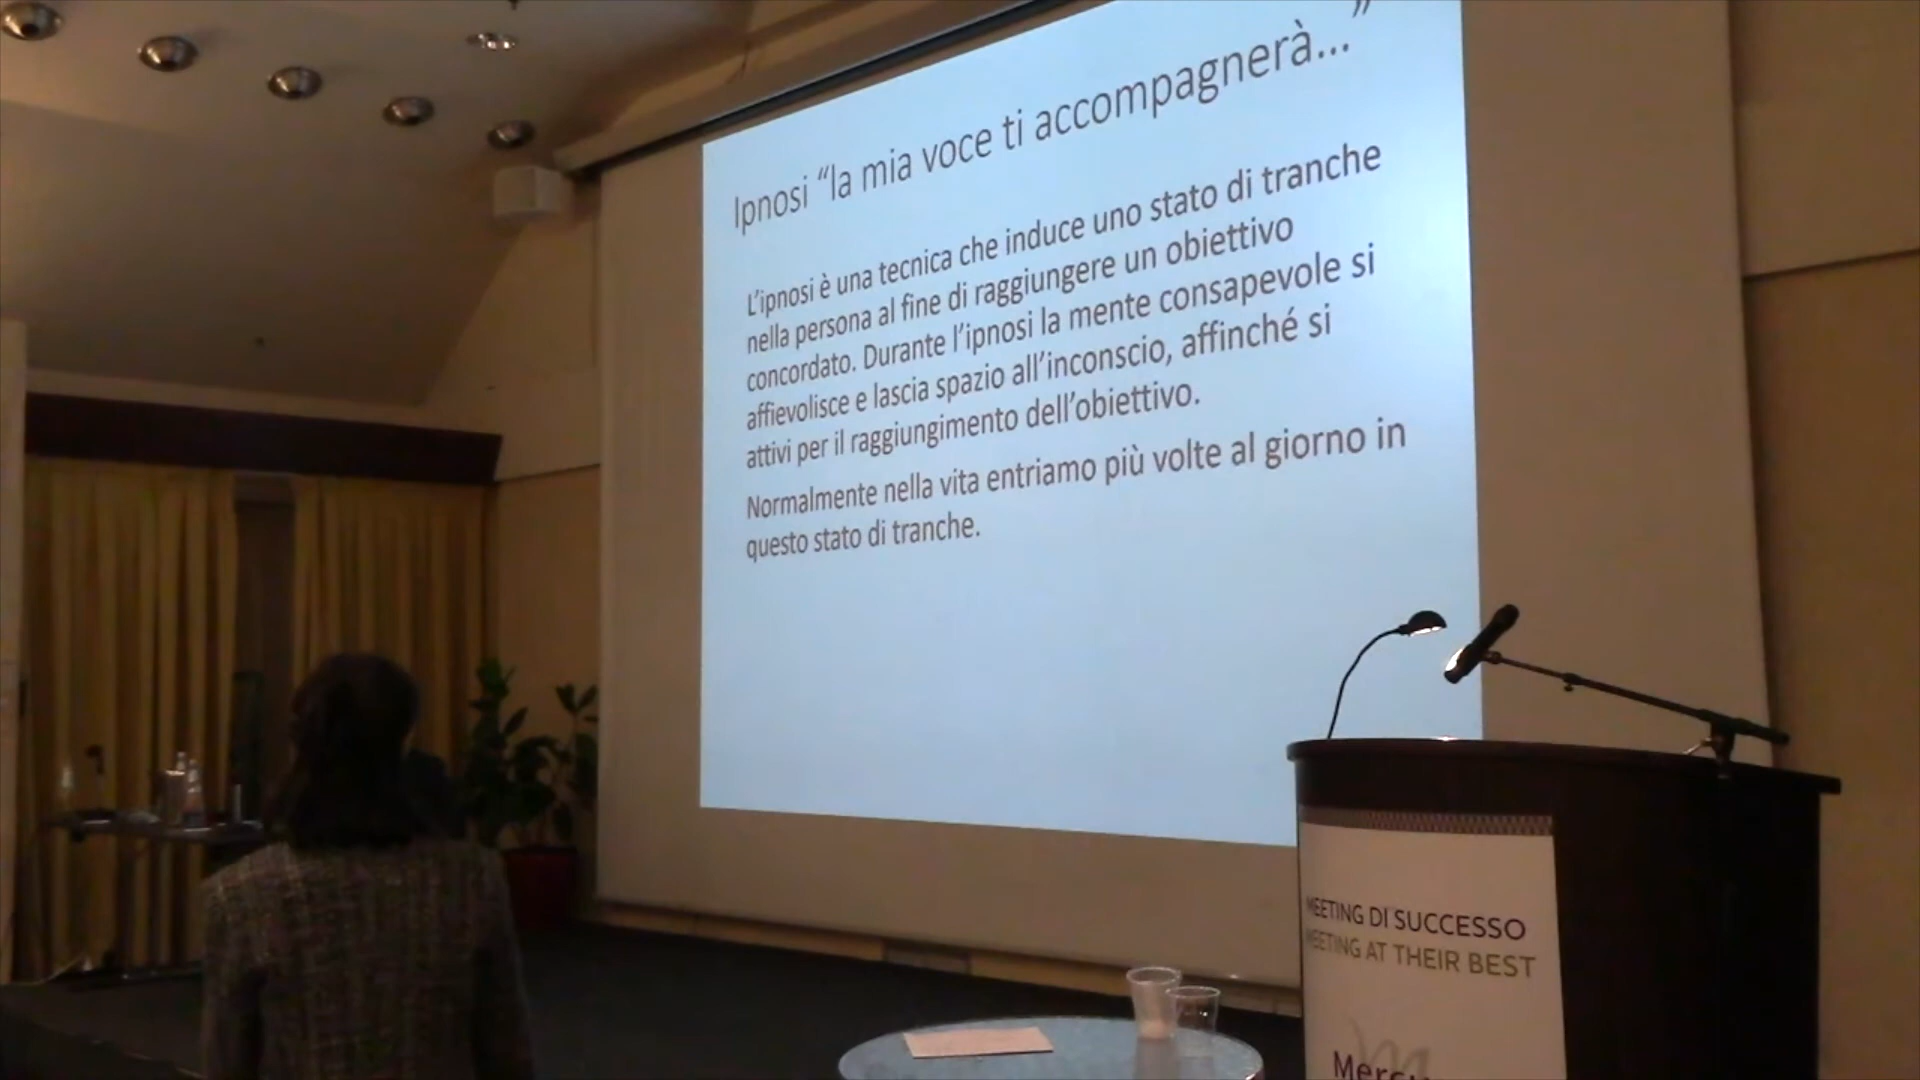 Ipnosi “la mia voce ti accompagnerà... ”
L’ipnosi è una tecnica che induce uno stato di tranche
nella persona al fine di raggiungere un obiettivo
concordato. Durante l’ipnosi la mente consapevole si
affievolisce e lascia spazio all’inconscio, affinché si
attivi per il raggiungimento dell’obiettivo.
Normalmente nella vita entriamo più volte al giorno in
questo stato di tranche.
MEETING DI SUCCESSO
MEETING AT THEIR BEST